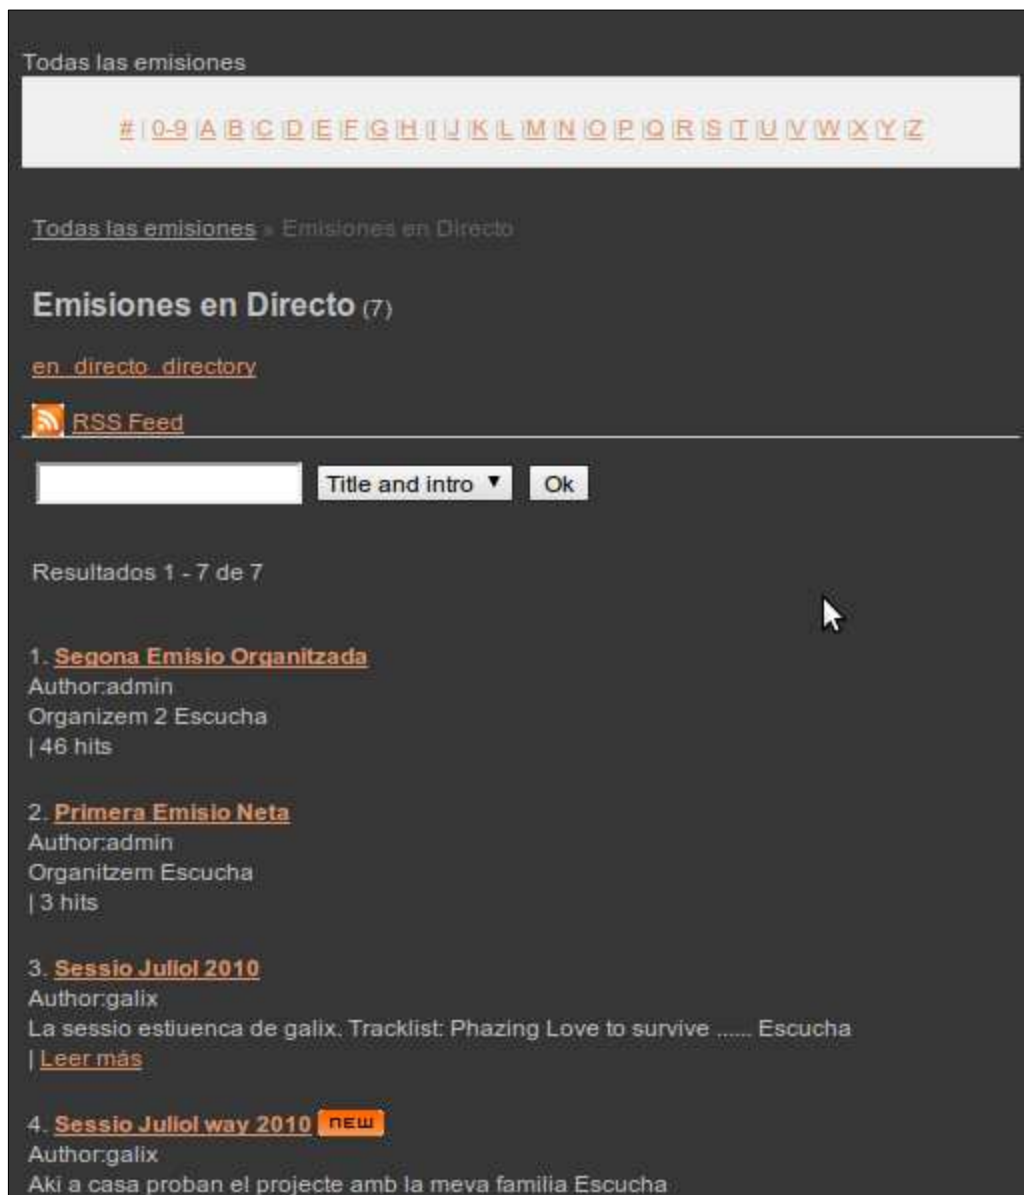 Todas las emisiones
# | 0-9 |A |B |C |D |E |F |G |H |I |J |K |L |M |N |O |P |Q |R |S |T |U |V |W |X |Y |Z
Todas las emisiones » Emisiones en Directo
Emisiones en Directo (7)
en_directo_directory
RSS Feed
Title and intro ▼ Ok
Resultados 1 - 7 de 7
1. Segona Emisio Organitzada
Author:admin
Organizem 2 Escucha
| 46 hits
2. Primera Emisio Neta
Author:admin
Organitzem Escucha
| 3 hits
3. Sessio Juliol 2010
Author:galix
La sessio estiuenca de galix. Tracklist: Phazing Love to survive ...... Escucha
| Leer más
4. Sessio Juliol way 2010 new
Author:galix
Aki a casa proban el projecte amb la meva familia Escucha